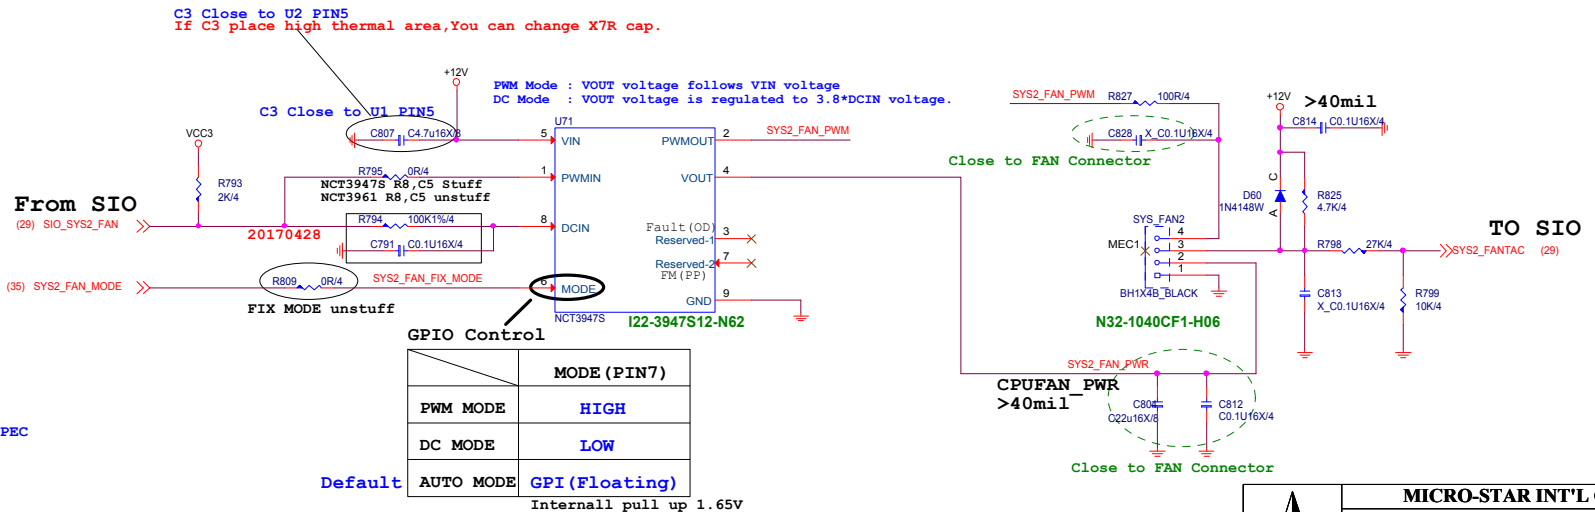 C3 Close to U2 PIN5
If C3 place high thermal area,You can change X7R cap.
+12V
PWM Mode : VOUT voltage follows VIN voltage
DC Mode : VOUT voltage is regulated to 3.8*DCIN voltage.
C3 Close to U1 PIN5
VCC3
C807 C4.7u16X/8
U71
5 VIN
PWMOUT 2 SYS2_FAN_PWM
R795 0R/4
1 PWMIN
VOUT 4
NCT3947S R8,C5 Stuff
NCT3961 R8,C5 unstuff
R793
2K/4
From SIO
(29) SIO_SYS2_FAN
20170428
R794 100K1%/4
8 DCIN
C791 C0.1U16X/4
Fault(OD) 3
Reserved-1
Reserved-2 7
FM(PP)
(35) SYS2_FAN_MODE
R809 0R/4
SYS2_FAN_FIX_MODE
6 MODE
FIX MODE unstuff
GND 9
NCT3947S
I22-3947S12-N62
GPIO Control
MODE(PIN7)
PWM MODE HIGH
DC MODE LOW
Default AUTO MODE GPI(Floating)
Internall pull up 1.65V
PEC
SYS2_FAN_PWM R827 100R/4
C828 X_C0.1U16X/4
Close to FAN Connector
+12V >40mil
C814 C0.1U16X/4
D60
1N4148W
C
A
R825
4.7K/4
SYS_FAN2
MEC1
4
3
2
1
BH1X4B_BLACK
N32-1040CF1-H06
TO SIO
R798 27K/4
SYS2_FANTAC (29)
C813
X_C0.1U16X/4
R799
10K/4
SYS2_FAN_PWR
CPUFAN_PWR
>40mil
C804
C22u16X/8
C812
C0.1U16X/4
Close to FAN Connector
MICRO-STAR INT'L